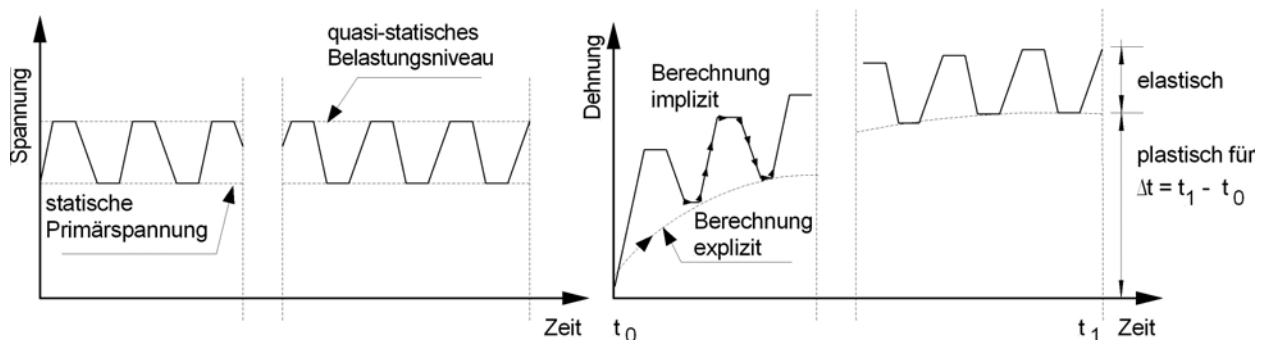 Spannung
quasi-statisches
Belastungsniveau
statische
Primärspannung
Zeit
Dehnung
Berechnung
implizit
Berechnung
explizit
elastisch
plastisch für
Δt = t1 - t0
t0
t1
Zeit